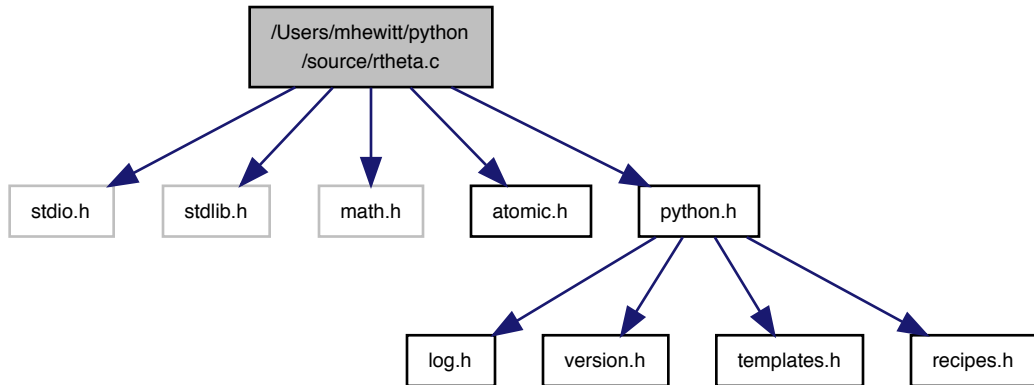 /Users/mhewitt/python
/source/rtheta.c
stdio.h
stdlib.h
math.h
atomic.h
python.h
log.h
version.h
templates.h
recipes.h